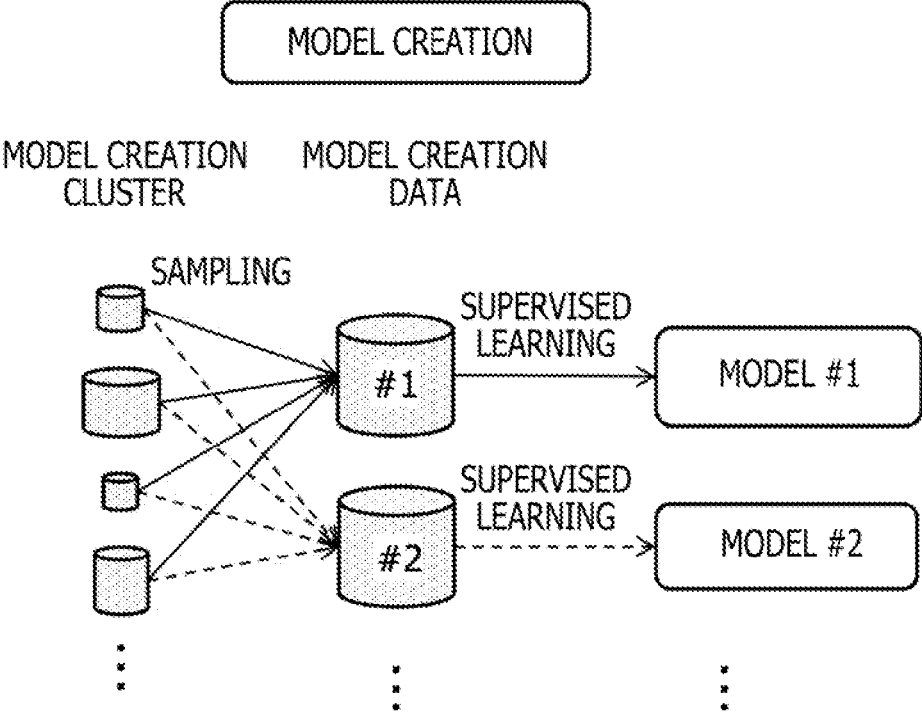 MODEL CREATION
MODEL CREATION
CLUSTER
MODEL CREATION
DATA
SAMPLING
SUPERVISED
LEARNING
#1
MODEL #1
SUPERVISED
LEARNING
#2
MODEL #2